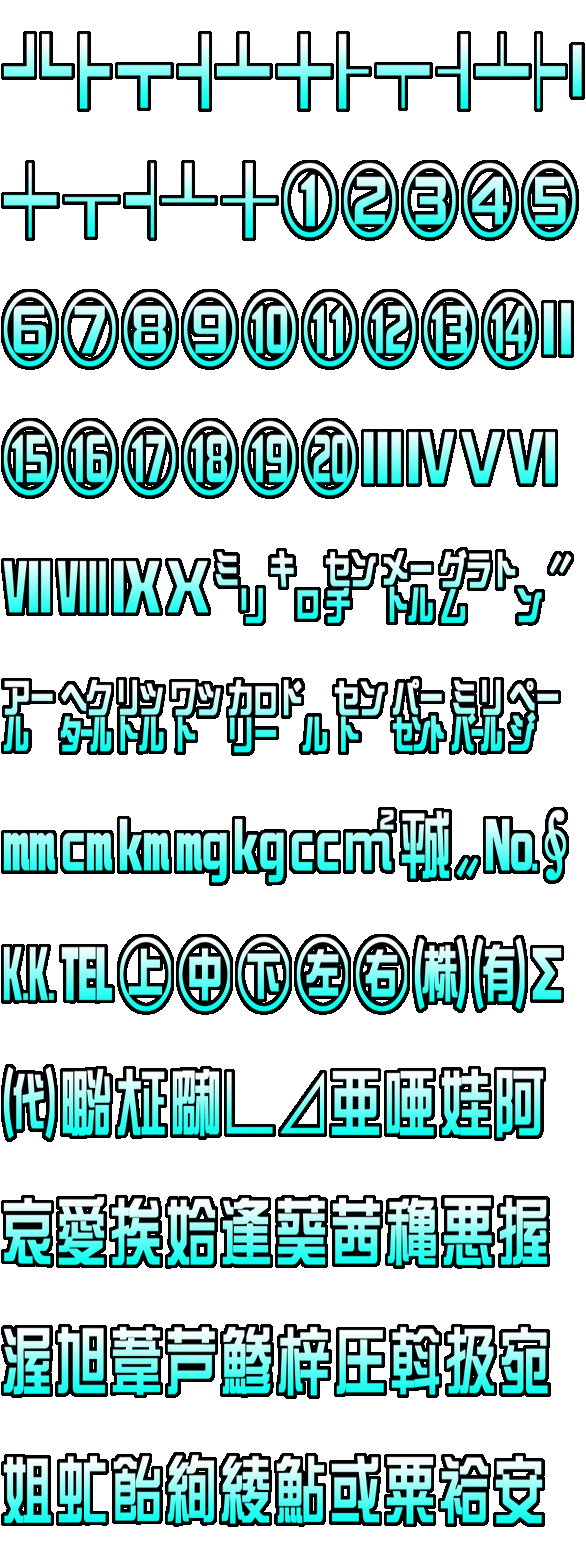 ┛┗┣┳┫┻╋┠┯┨┷┿┃
┿┰┥┸╂①②③④⑤
⑥⑦⑧⑨⑩⑪⑫⑬⑭Ⅱ
⑮⑯⑰⑱⑲⑳ⅢⅣⅤⅥ
ⅦⅧⅨⅩ㍉㌔㌢㍍㌘㌧〃
㌃㌶㍑㍗㌍㌦㌣㌫㍊㌻
㎜㎝㎞㎎㎏㏄㎡㍻〟№∮
㏍℡㊤㊥㊦㊧㊨㈱㈲Σ
㈹㍾㍽㍼∟⊿亜唖娃阿
哀愛挨姶逢葵茜穐悪握
渥旭葦芦鯵梓圧斡扱宛
姐虻飴絢綾鮎或粟袷安